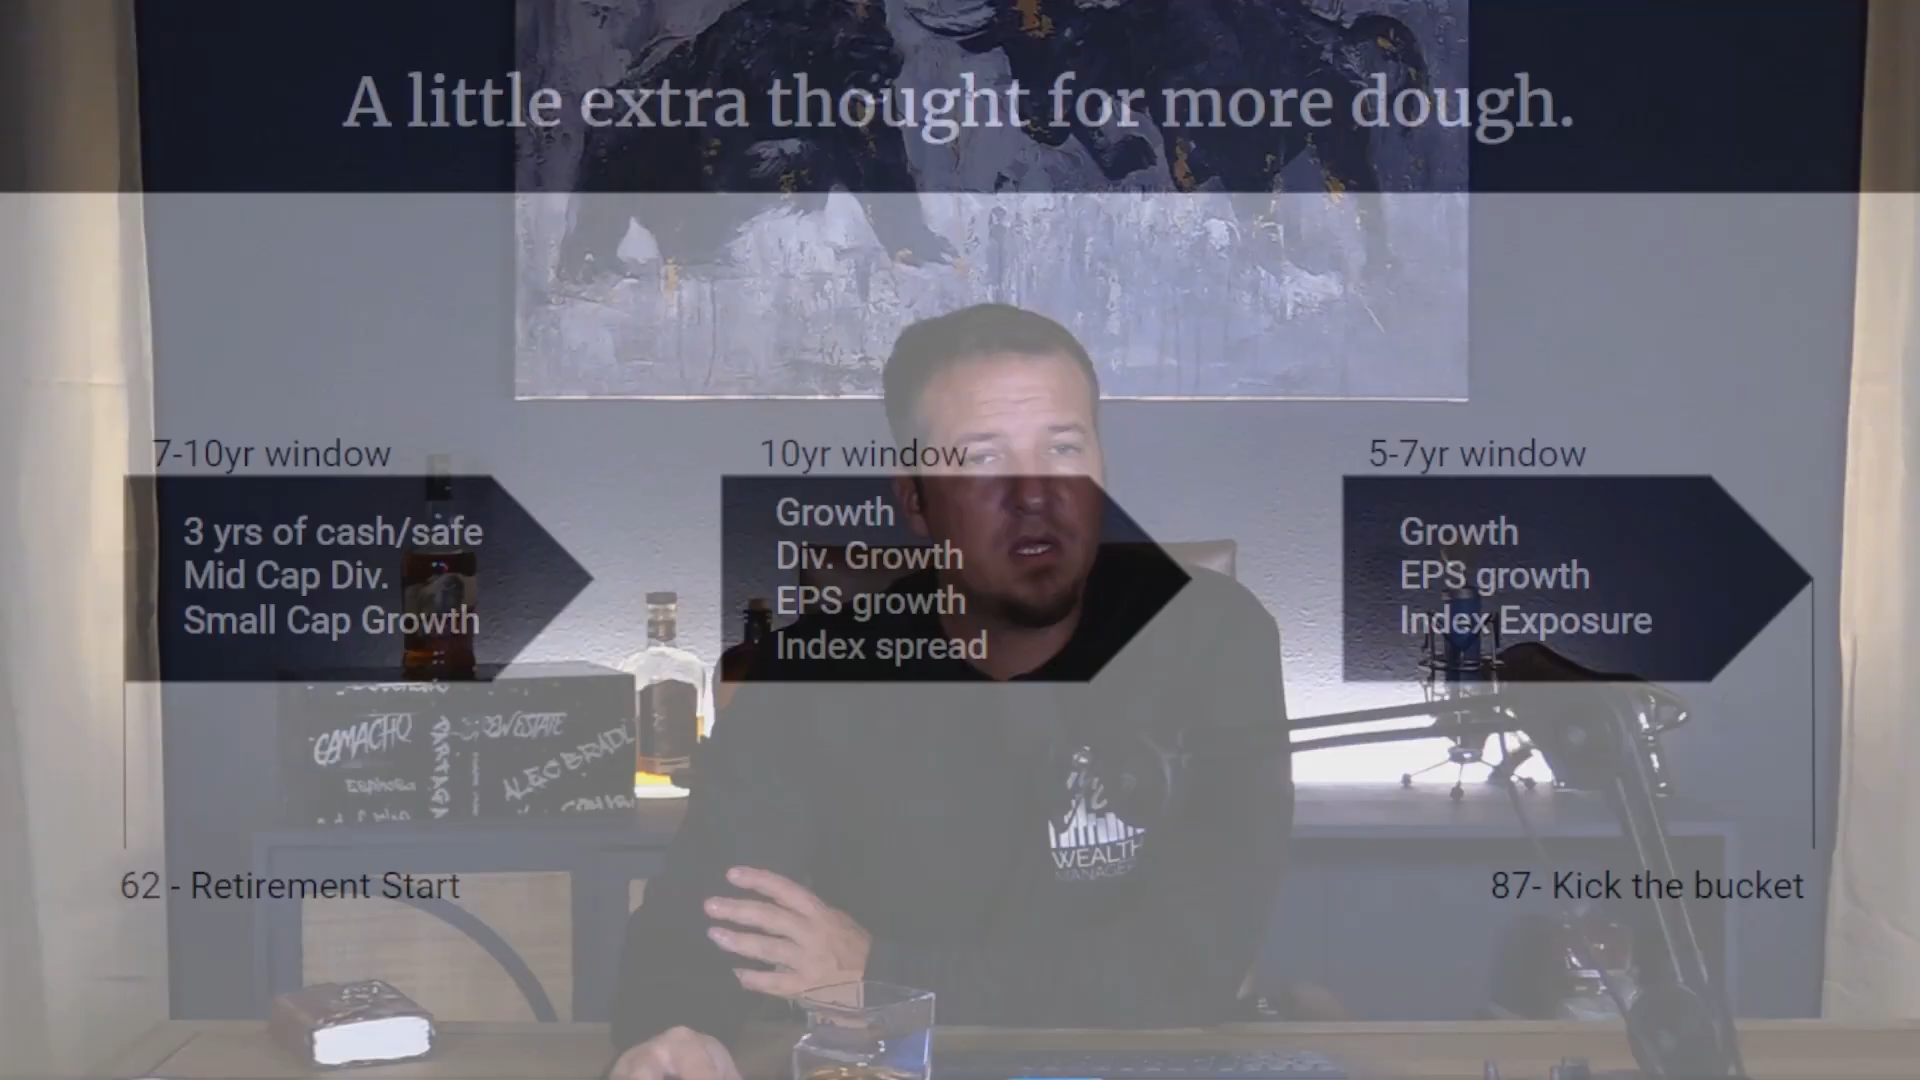 A little extra thought for more dough.
7-10yr window
3 yrs of cash/safe
Mid Cap Div.
Small Cap Growth
10yr window
Growth
Div. Growth
EPS growth
Index spread
5-7yr window
Growth
EPS growth
Index Exposure
62 - Retirement Start
87- Kick the bucket
CAMACHO
WEALTH